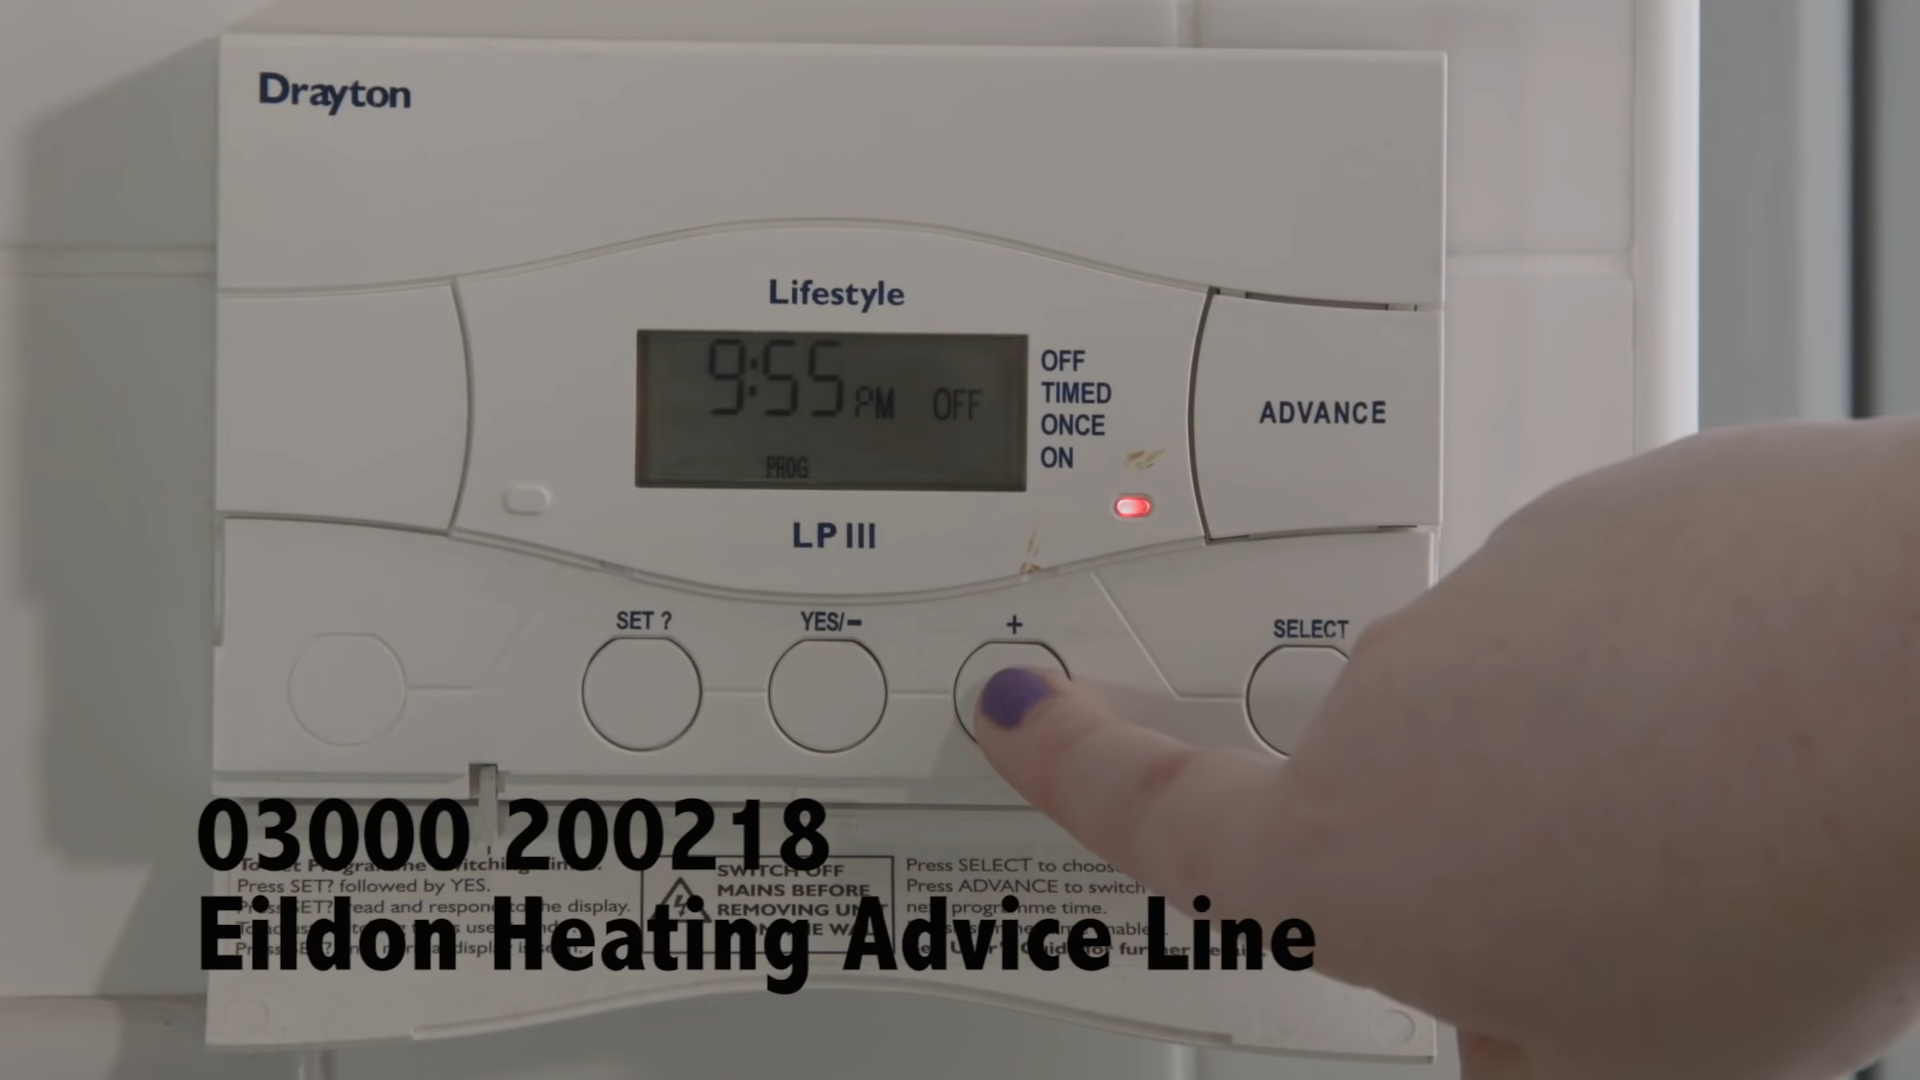 Drayton
Lifestyle
9:55 PM OFF
PROG
OFF
TIMED
ONCE
ON
ADVANCE
LP III
SET ?
YES/-
+
SELECT
03000 200218
Press SET? followed by YES.
SWITCH OFF
MAINS BEFORE
REMOVING
Press SELECT to
Press ADVANCE to switch
programme time.
Eildon Heating Advice Line